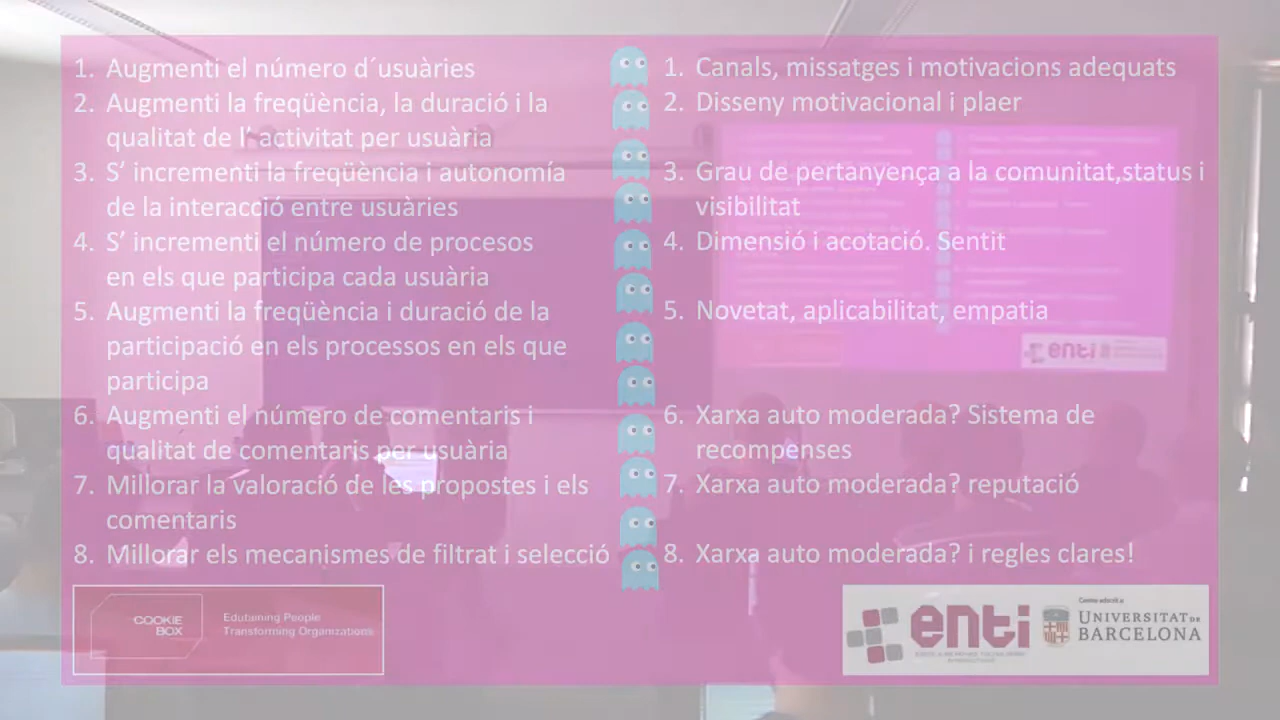 1. Augmenti el número d´usuàries
2. Augmenti la freqüència, la duració i la
qualitat de l’ activitat per usuària
3. S’ incrementi la freqüència i autonomía
de la interacció entre usuàries
4. S’ incrementi el número de procesos
en els que participa cada usuària
5. Augmenti la freqüència i duració de la
participació en els processos en els que
participa
6. Augmenti el número de comentaris i
qualitat de comentaris per usuària
7. Millorar la valoració de les propostes i els
comentaris
8. Millorar els mecanismes de filtrat i selecció
1. Canals, missatges i motivacions adequats
2. Disseny motivacional i plaer
3. Grau de pertanyença a la comunitat,status i
visibilitat
4. Dimensió i acotació. Sentit
5. Novetat, aplicabilitat, empatia
6. Xarxa auto moderada? Sistema de
recompenses
7. Xarxa auto moderada? reputació
8. Xarxa auto moderada? i regles clares!
COOKIE
BOX
Edutaining People
Transforming Organizations
enti
Centre adscrit a
UNIVERSITAT DE
BARCELONA
enti